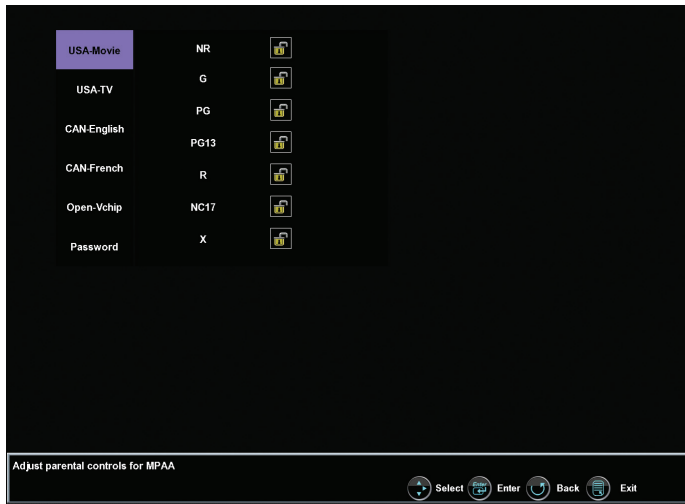 USA-Movie
USA-TV
CAN-English
CAN-French
Open-Vchip
Password
NR
G
PG
PG13
R
NC17
X
Adjust parental controls for MPAA
Select Enter Enter Back Exit